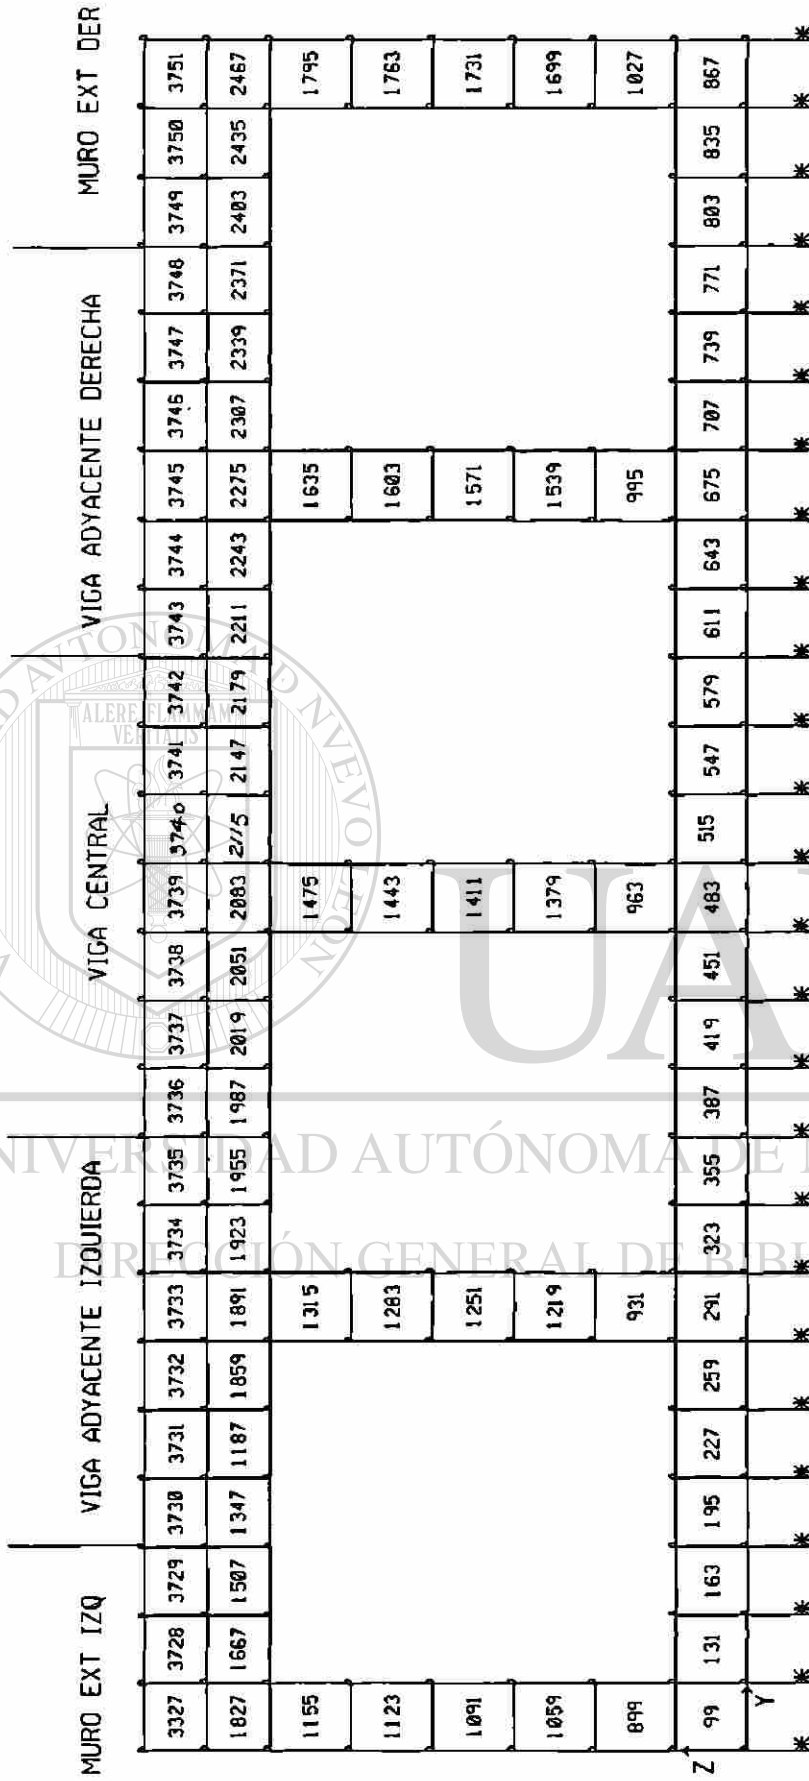 MURO EXT IZQ VIGA ADYACENTE IZQUIERDA VIGA CENTRAL VIGA ADYACENTE DERECHA MURO EXT DER
3327 3728 3729 3730 3731 3732 3733 3734 3735 3736 3737 3738 3739 3740 3741 3742 3743 3744 3745 3746 3747 3748 3749 3750 3751
1827 1667 1507 1347 1187 1859 1891 1923 1955 1987 2019 2051 2083 2115 2147 2179 2211 2243 2275 2307 2339 2371 2403 2435 2467
1155 1315 1475 1635 1795
1123 1283 1443 1603 1763
1091 1251 1411 1571 1731
1059 1219 1379 1539 1699
899 931 963 995 1027
Z 99 131 163 195 227 259 291 323 355 387 419 451 483 515 547 579 611 643 675 707 739 771 803 835 867
Y
ALERE FLAMMAM
VERITATIS
UA
DIRECCIÓN GENERAL DE